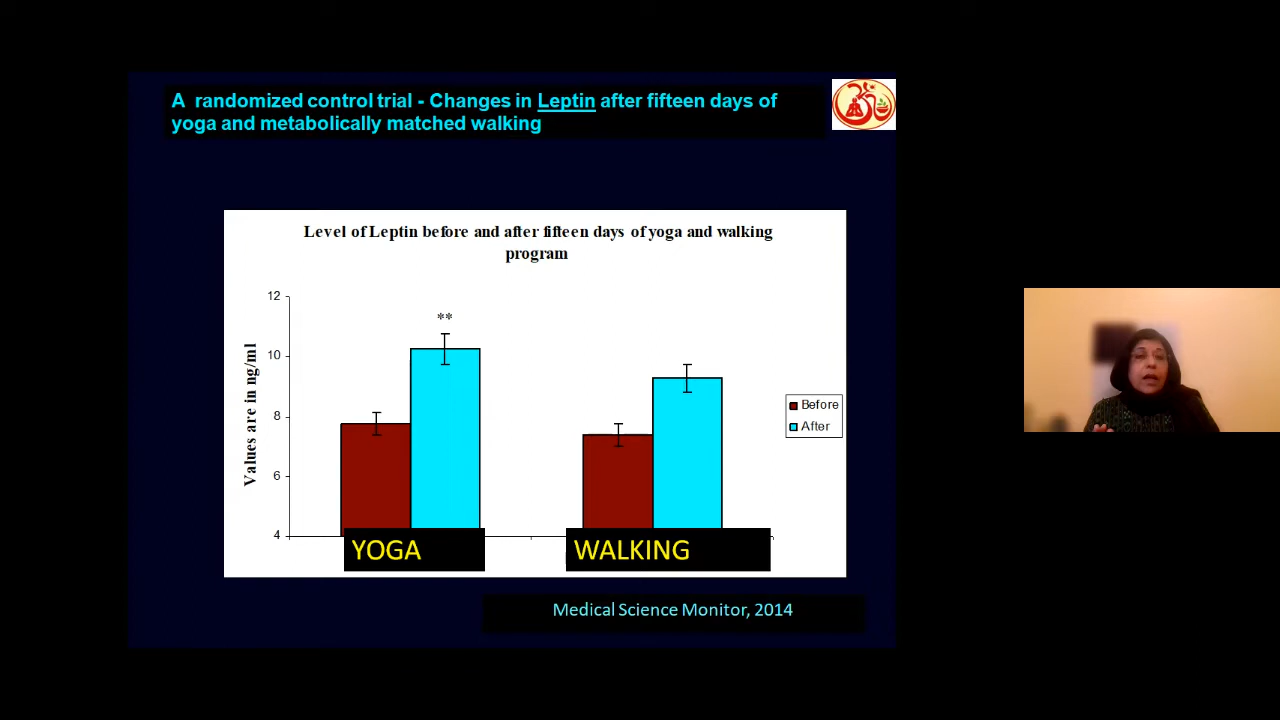 A randomized control trial - Changes in Leptin after fifteen days of
yoga and metabolically matched walking
Level of Leptin before and after fifteen days of yoga and walking
program
Values are in ng/ml
12
10
8
6
4
**
Before
After
YOGA
WALKING
Medical Science Monitor, 2014